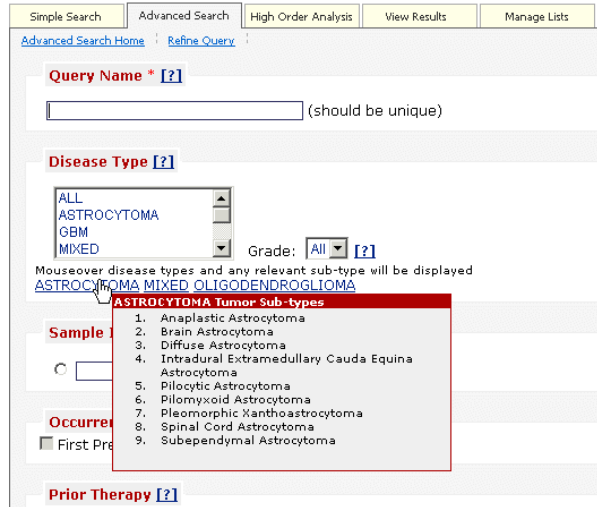 Simple Search Advanced Search High Order Analysis View Results Manage Lists
Advanced Search Home Refine Query
Query Name * [?]
(should be unique)
Disease Type [?]
ALL
ASTROCYTOMA
GBM
MIXED
Grade: All [?]
Mouseover disease types and any relevant sub-type will be displayed
ASTROCYTOMA MIXED OLIGODENDROGLIOMA
ASTROCYTOMA Tumor Sub-types
1. Anaplastic Astrocytoma
2. Brain Astrocytoma
3. Diffuse Astrocytoma
4. Intradural Extramedullary Cauda Equina
Astrocytoma
5. Pilocytic Astrocytoma
6. Pilomyxoid Astrocytoma
7. Pleomorphic Xanthoastrocytoma
8. Spinal Cord Astrocytoma
9. Subependymal Astrocytoma
Sample
Occurre
First Pre
Prior Therapy [?]